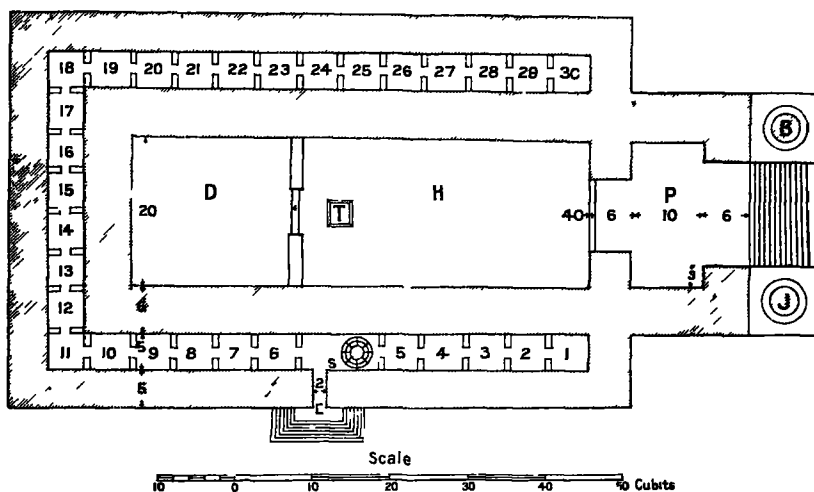 18 19 20 21 22 23 24 25 26 27 28 29 30
17
B
16
15 D H P
20 T 40 6 10 6
14
13
S
12 6 J
11 10 9 8 7 6 5 4 3 2 1
5
S
5 2
Scale
10 0 10 20 30 40 50 Cubits